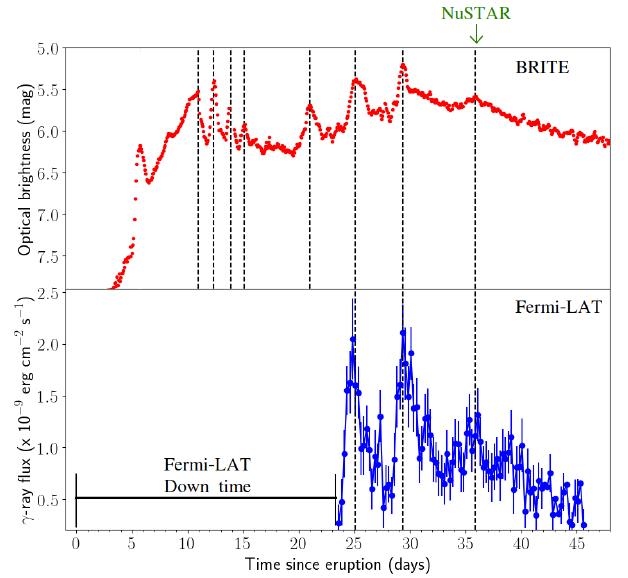 NuSTAR
BRITE
5.0
5.5
6.0
6.5
7.0
7.5
Optical brightness (mag)
Fermi-LAT
2.5
2.0
1.5
1.0
0.5
γ-ray flux (x 10⁻⁹ erg cm⁻² s⁻¹)
Fermi-LAT
Down time
0 5 10 15 20 25 30 35 40 45
Time since eruption (days)